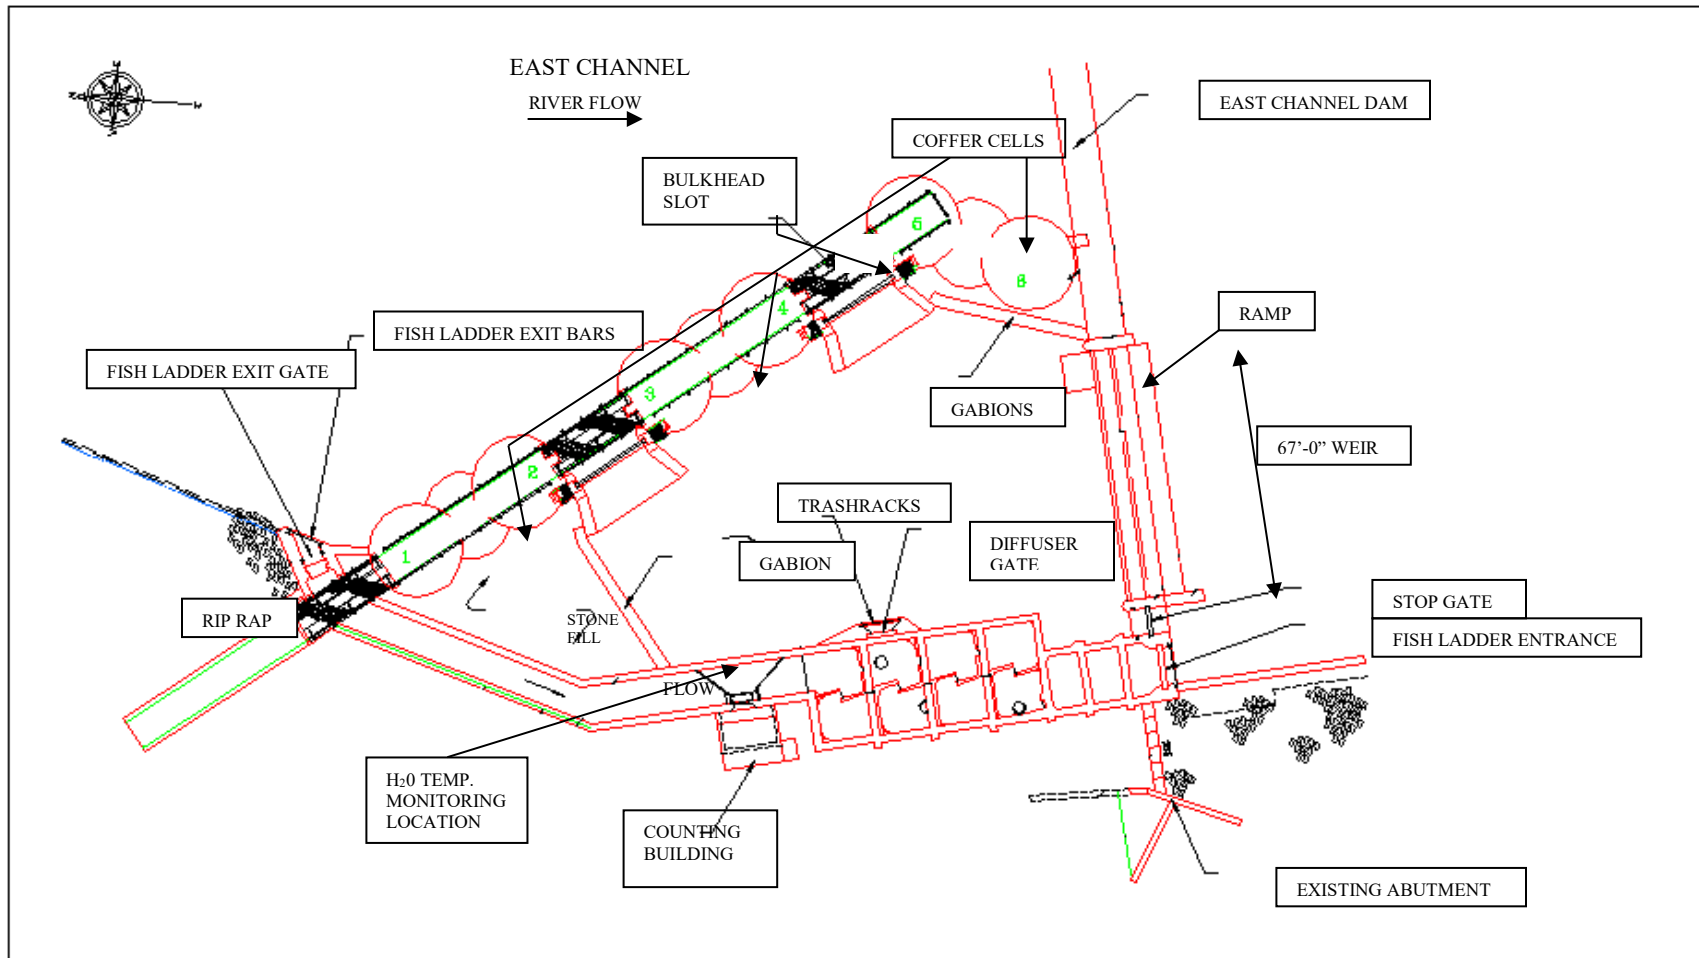 EAST CHANNEL
RIVER FLOW
EAST CHANNEL DAM
COFFER CELLS
BULKHEAD
SLOT
5
6
RAMP
4
FISH LADDER EXIT BARS
FISH LADDER EXIT GATE
3
GABIONS
67'-0” WEIR
2
TRASHRACKS
1
GABION
DIFFUSER
GATE
RIP RAP
STONE
FILL
STOP GATE
FISH LADDER ENTRANCE
FLOW
H20 TEMP.
MONITORING
LOCATION
COUNTING
BUILDING
EXISTING ABUTMENT